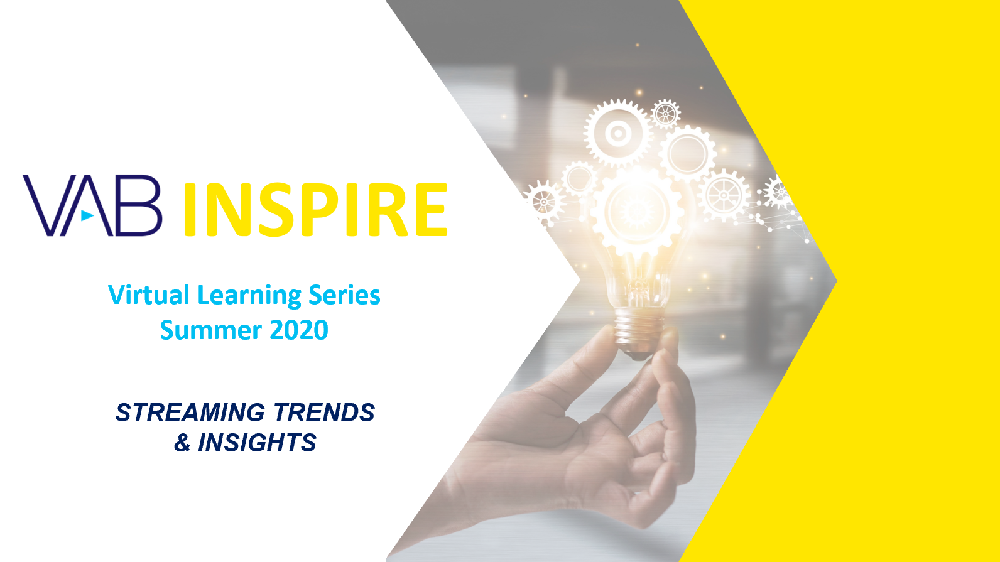 VAB INSPIRE
Virtual Learning Series
Summer 2020
STREAMING TRENDS
& INSIGHTS